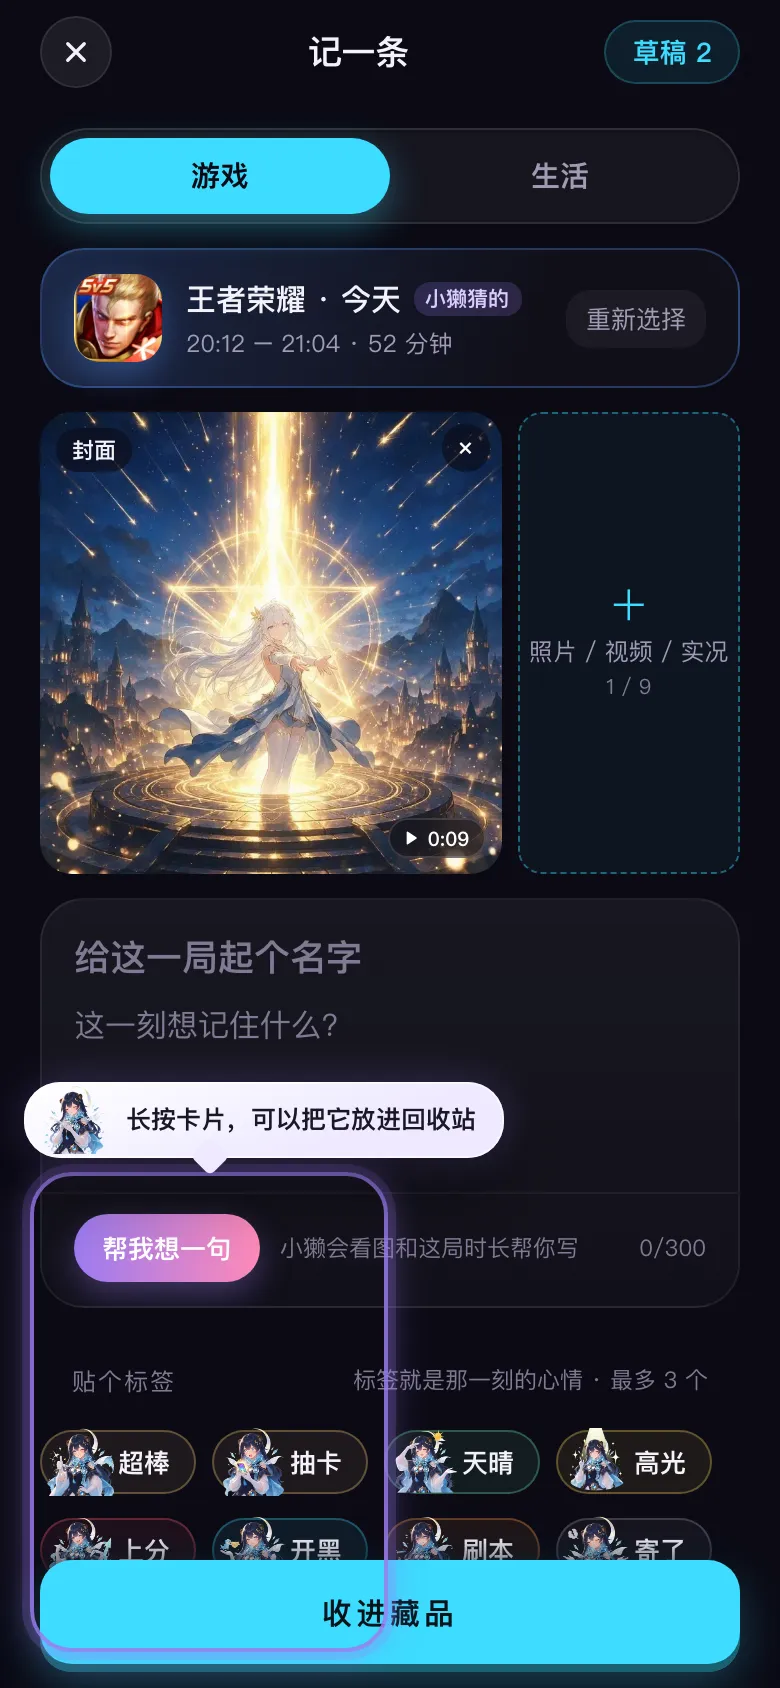 记一条
草稿 2
游戏
生活
5v5
王者荣耀 · 今天
小獭猜的
20:12 – 21:04 · 52 分钟
重新选择
封面
0:09
照片 / 视频 / 实况
1 / 9
给这一局起个名字
这一刻想记住什么?
长按卡片，可以把它放进回收站
帮我想一句
小獭会看图和这局时长帮你写
0/300
贴个标签
标签就是那一刻的心情 · 最多 3 个
超棒
抽卡
天晴
高光
上分
开黑
刷本
寄了
收进藏品